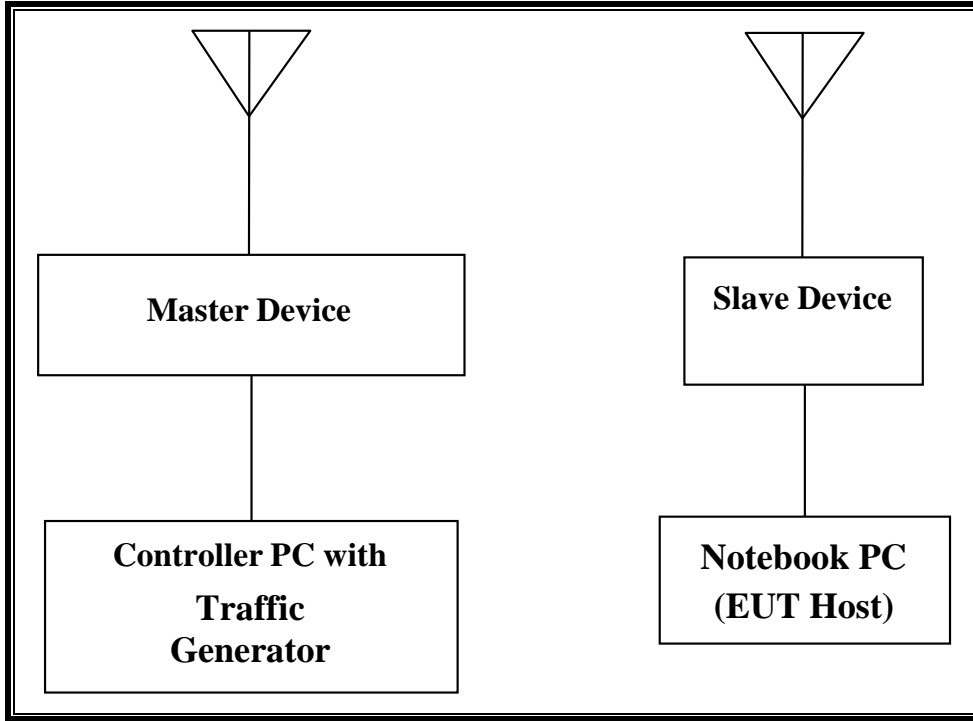 Master Device
Slave Device
Controller PC with
Traffic
Generator
Notebook PC
(EUT Host)